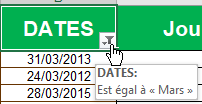 DATES
Jou
31/03/2013
24/03/2012
28/03/2015
DATES:
Est égal à « Mars »